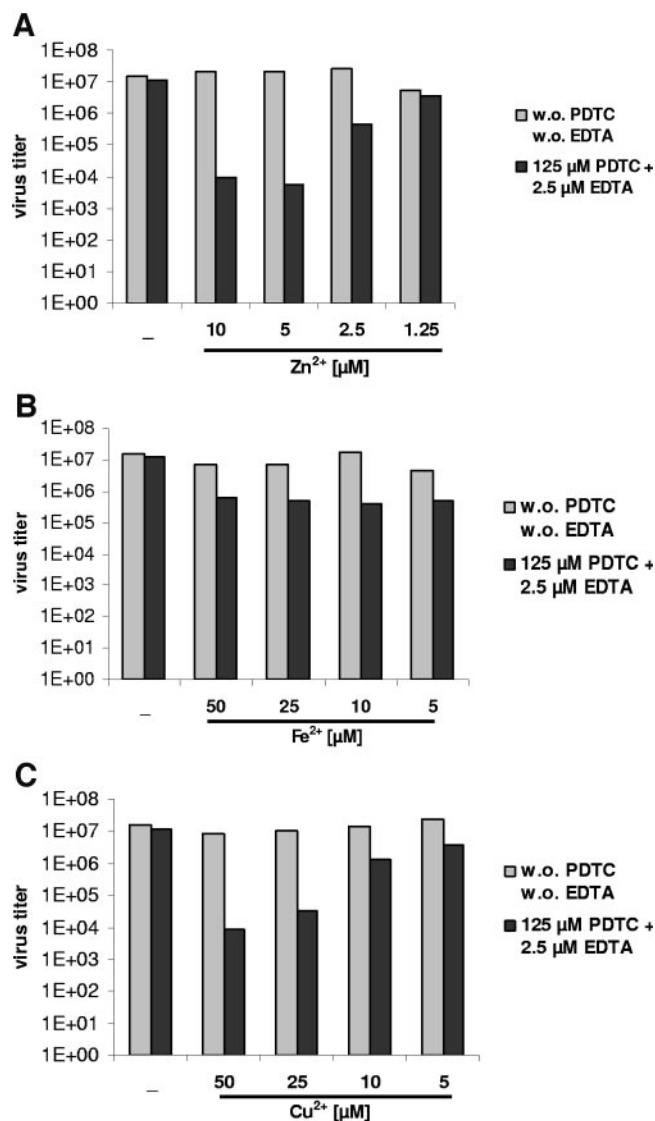 A
1E+08
1E+07
1E+06
1E+05
1E+04
1E+03
1E+02
1E+01
1E+00
virus titer
_ 10 5 2.5 1.25
Zn²⁺ [µM]
w.o. PDTC
w.o. EDTA
125 µM PDTC +
2.5 µM EDTA
B
1E+08
1E+07
1E+06
1E+05
1E+04
1E+03
1E+02
1E+01
1E+00
virus titer
_ 50 25 10 5
Fe²⁺ [µM]
w.o. PDTC
w.o. EDTA
125 µM PDTC +
2.5 µM EDTA
C
1E+08
1E+07
1E+06
1E+05
1E+04
1E+03
1E+02
1E+01
1E+00
virus titer
_ 50 25 10 5
Cu²⁺ [µM]
w.o. PDTC
w.o. EDTA
125 µM PDTC +
2.5 µM EDTA